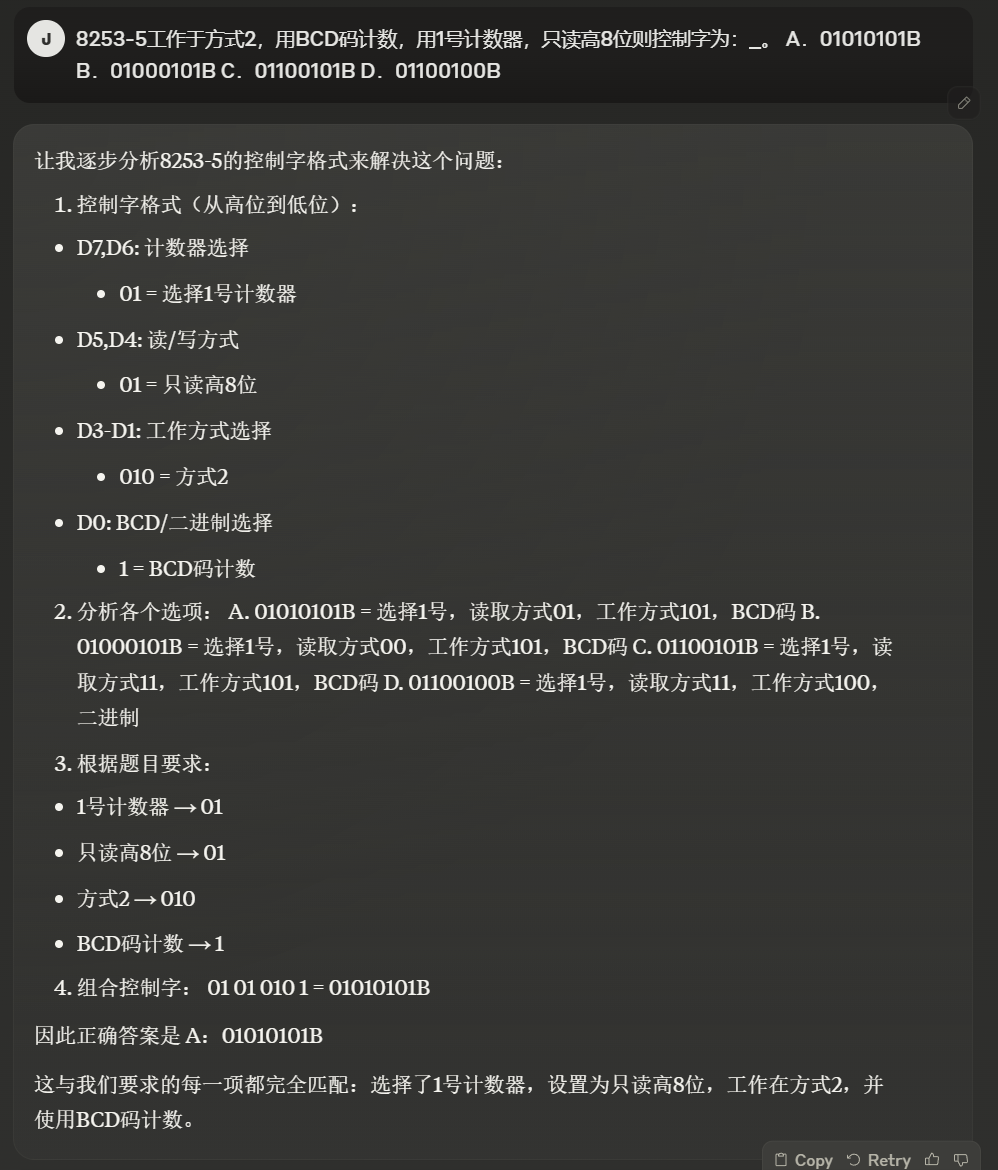 J
8253-5工作于方式2，用BCD码计数，用1号计数器，只读高8位则控制字为：_。 A．01010101B
B．01000101B C．01100101B D．01100100B
让我逐步分析8253-5的控制字格式来解决这个问题：
1. 控制字格式（从高位到低位）：
• D7,D6: 计数器选择
• 01 = 选择1号计数器
• D5,D4: 读/写方式
• 01 = 只读高8位
• D3-D1: 工作方式选择
• 010 = 方式2
• D0: BCD/二进制选择
• 1 = BCD码计数
2. 分析各个选项： A. 01010101B = 选择1号，读取方式01，工作方式101，BCD码 B.
01000101B = 选择1号，读取方式00，工作方式101，BCD码 C. 01100101B = 选择1号，读
取方式11，工作方式101，BCD码 D. 01100100B = 选择1号，读取方式11，工作方式100，
二进制
3. 根据题目要求：
• 1号计数器 → 01
• 只读高8位 → 01
• 方式2 → 010
• BCD码计数 → 1
4. 组合控制字： 01 01 010 1 = 01010101B
因此正确答案是 A：01010101B
这与我们要求的每一项都完全匹配：选择了1号计数器，设置为只读高8位，工作在方式2，并
使用BCD码计数。
Copy Retry